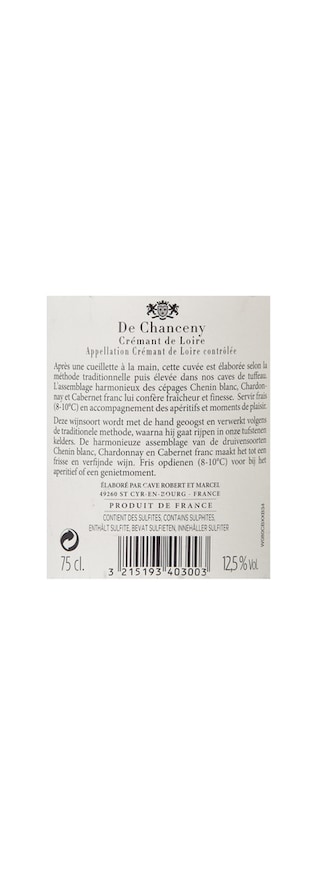 De Chanceny
Crémant de Loire
Appellation Crémant de Loire contrôlée
Après une cueillette à la main, cette cuvée est élaborée selon la
méthode traditionnelle puis élevée dans nos caves de tuffeau.
L'assemblage harmonieux des cépages Chenin blanc, Chardon-
nay et Cabernet franc lui confère fraîcheur et finesse. Servir frais
(8-10°C) en accompagnement des apéritifs et moments de plaisir.
Deze wijnsoort wordt met de hand geoogst en verwerkt volgens
de traditionele methode, waarna hij gaat rijpen in onze tufstenen
kelders. De harmonieuze assemblage van de druivensoorten
Chenin blanc, Chardonnay en Cabernet franc maakt het tot een
frisse en verfijnde wijn. Fris opdienen (8-10°C) voor bij het
aperitief of een genietmoment.
ÉLABORÉ PAR CAVE ROBERT ET MARCEL
49260 ST CYR-EN-BOURG - FRANCE
PRODUIT DE FRANCE
CONTIENT DES SULFITES, CONTAINS SULPHITES,
ENTHÄLT SULFITE, BEVAT SULFIETEN, INNEHÅLLER SULFITER
75 cl.
3 215193 403003
12,5 % Vol.